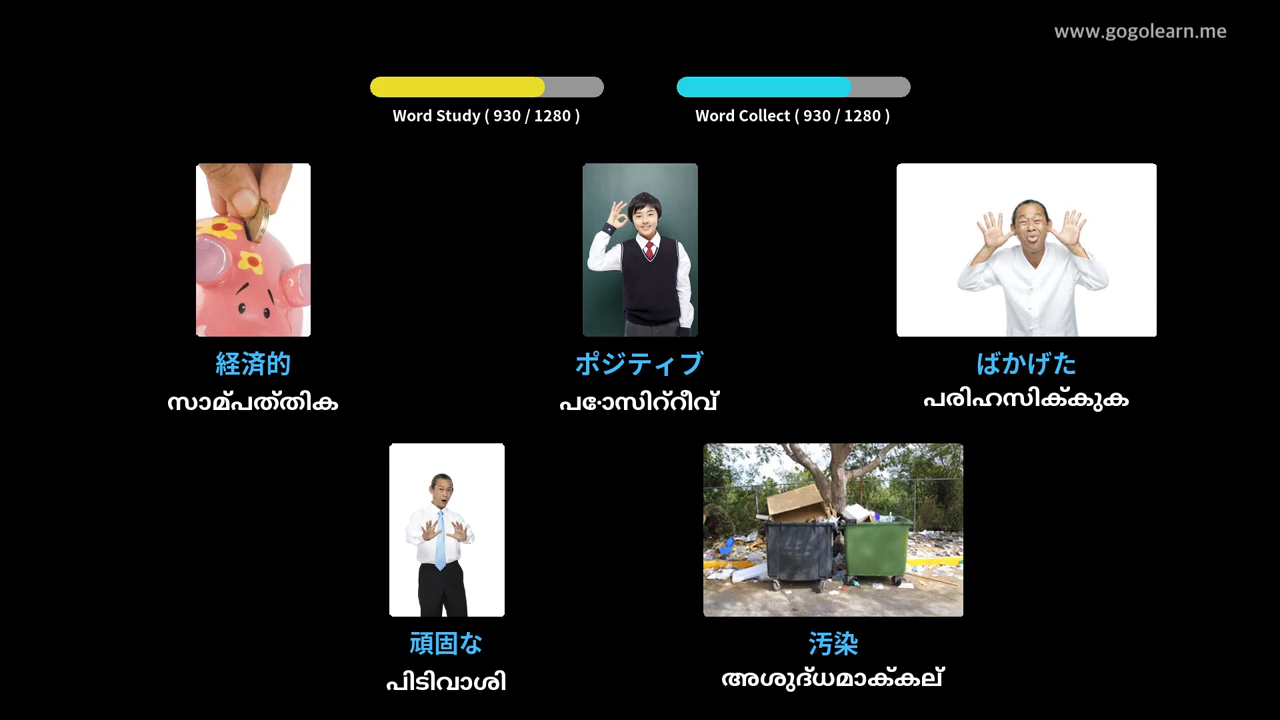 www.gogolearn.me
Word Study ( 930 / 1280 )
Word Collect ( 930 / 1280 )
経済的
ポジティブ
ばかげた
സാമ്പത്തിക
പോസിറ്റീവ്
പരിഹസിക്കുക
頑固な
汚染
പിടിവാശി
അശുദ്ധമാക്കല്